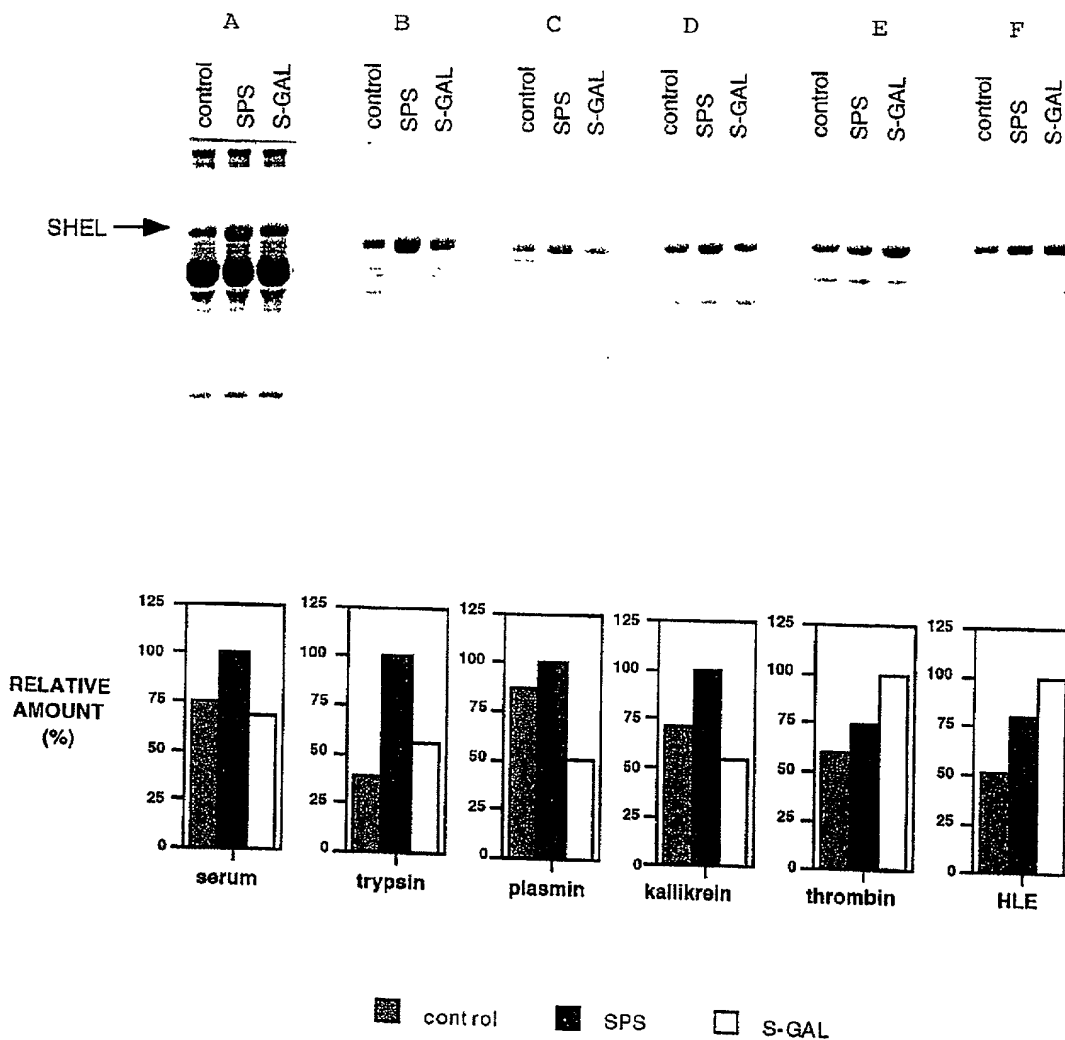 A B C D E F
control SPS S-GAL control SPS S-GAL control SPS S-GAL control SPS S-GAL control SPS S-GAL control SPS S-GAL
SHEL
RELATIVE
AMOUNT
(%)
125 100 75 50 25 0
125 100 75 50 25 0
125 100 75 50 25 0
125 100 75 50 25 0
125 100 75 50 25 0
125 100 75 50 25 0
serum trypsin plasmin kallikrein thrombin HLE
control SPS S-GAL